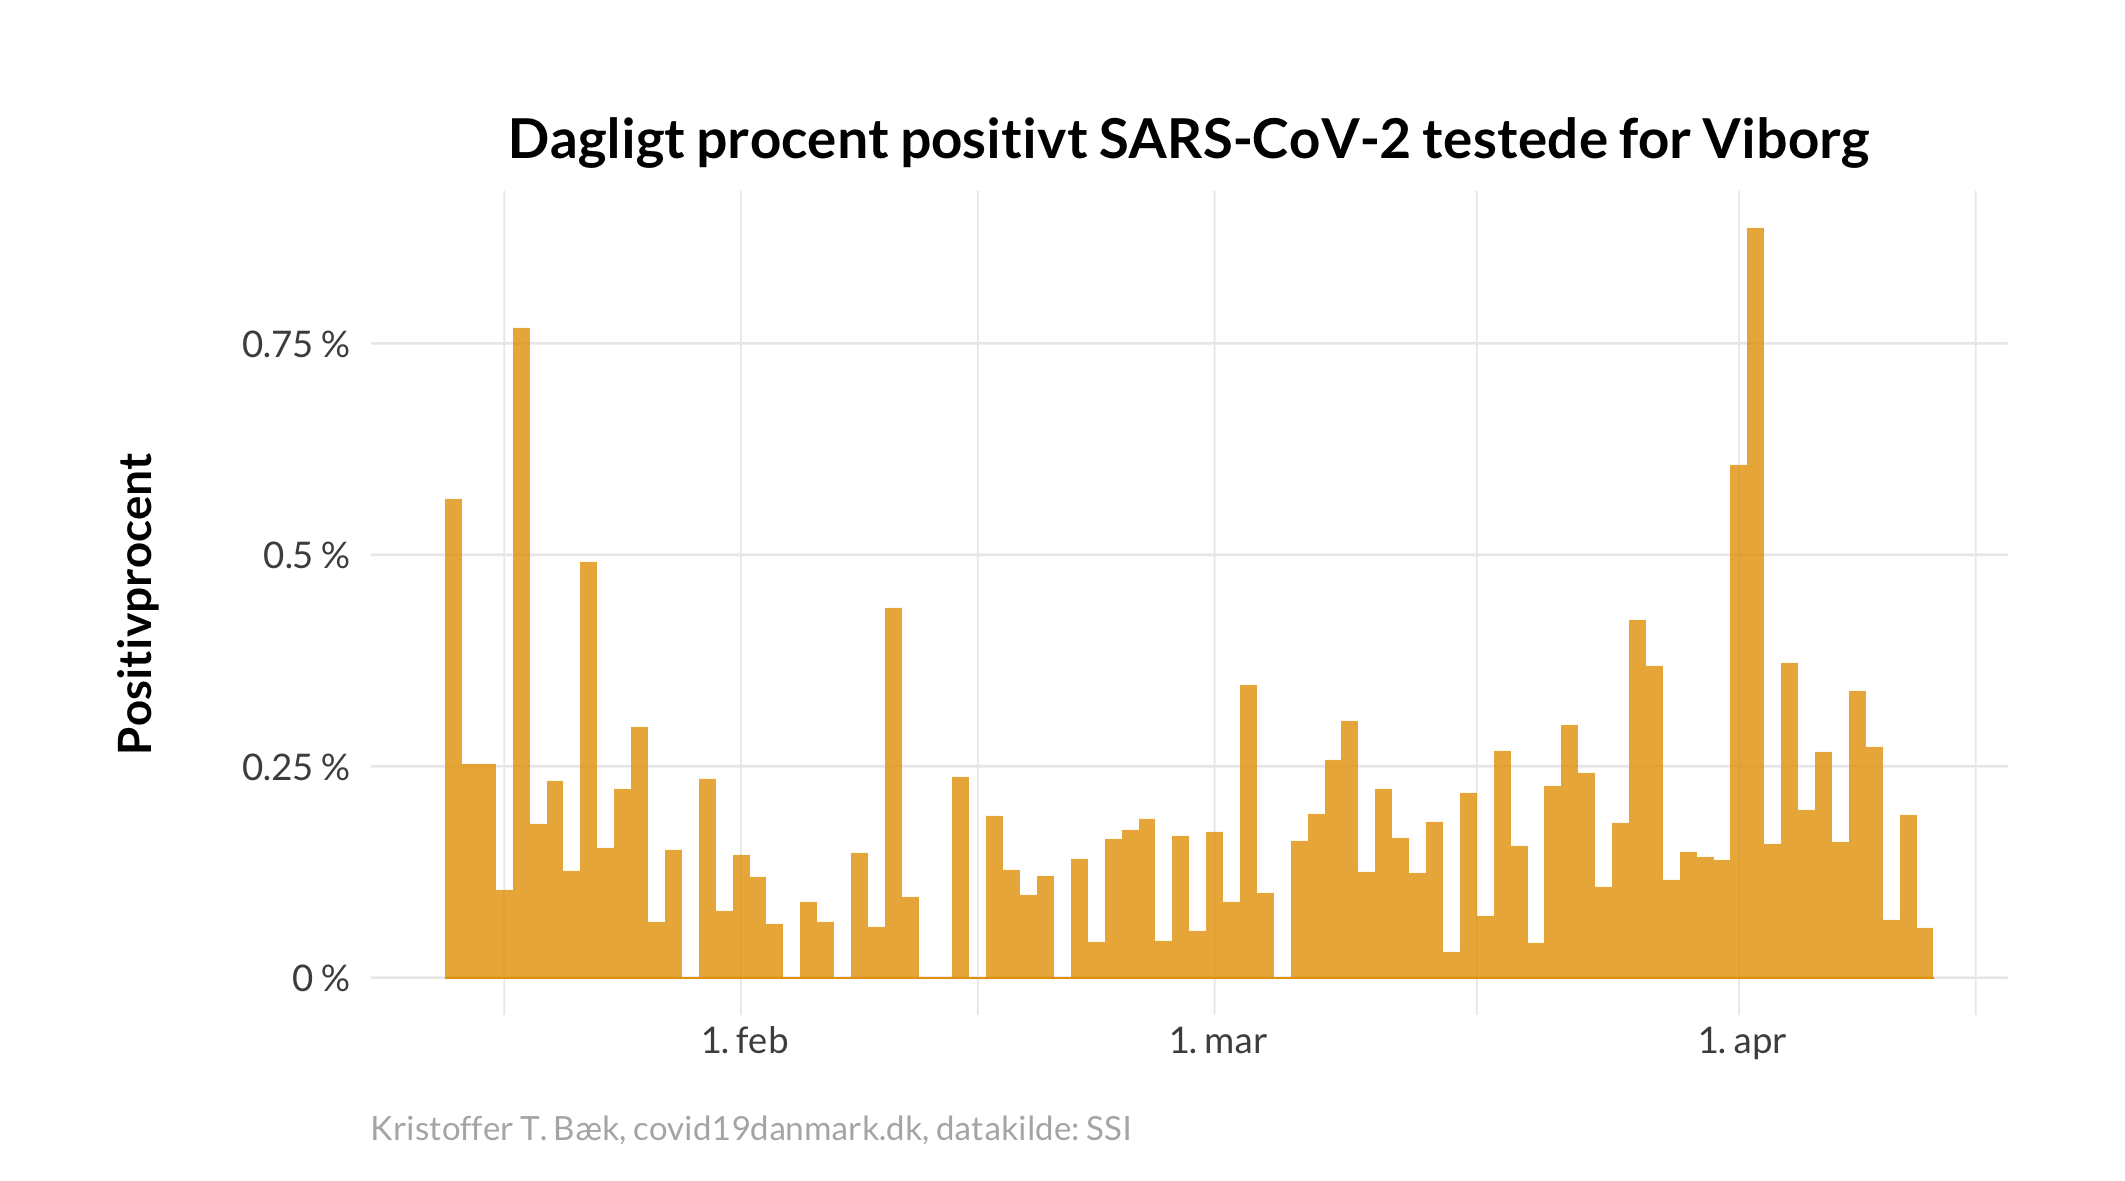 Dagligt procent positivt SARS-CoV-2 testede for Viborg
Positivprocent
0.75 %
0.5 %
0.25 %
0 %
1. feb
1. mar
1. apr
Kristoffer T. Bæk, covid19danmark.dk, datakilde: SSI